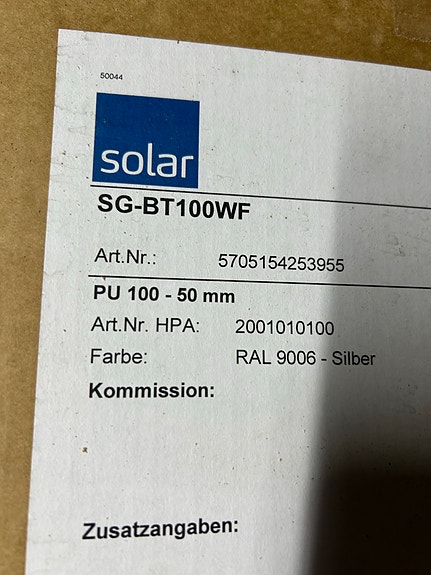 50044
solar
SG-BT100WF
Art.Nr.: 5705154253955
PU 100 - 50 mm
Art.Nr. HPA: 2001010100
Farbe: RAL 9006 - Silber
Kommission:
Zusatzangaben: